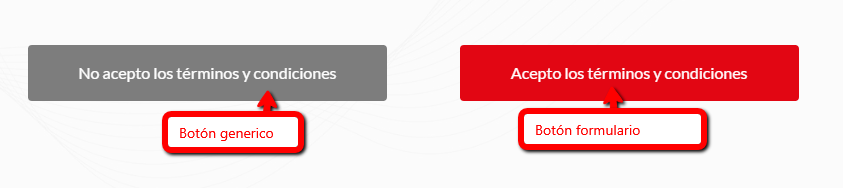 No acepto los términos y condiciones
Acepto los términos y condiciones
Botón generico
Botón formulario